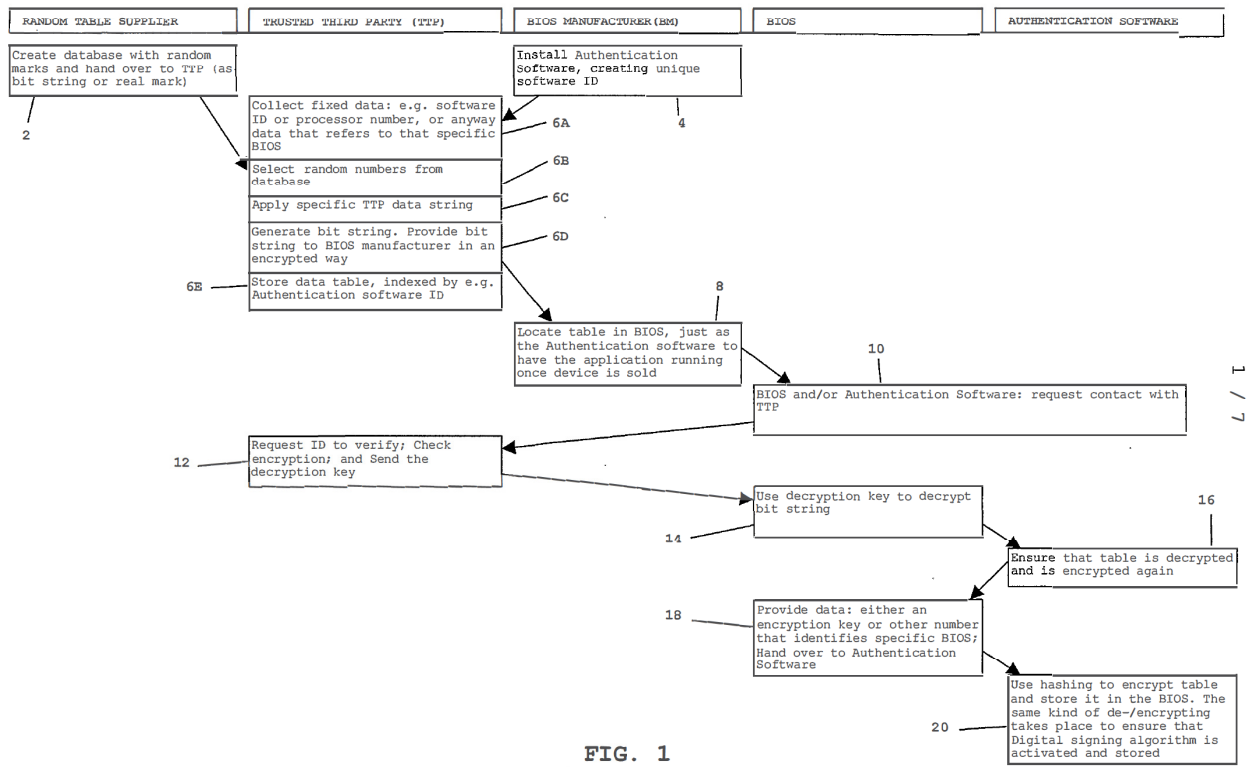 RANDOM TABLE SUPPLIER
TRUSTED THIRD PARTY (TTP)
BIOS MANUFACTURER(BM)
BIOS
AUTHENTICATION SOFTWARE
Create database with random
marks and hand over to TTP (as
bit string or real mark)
2
Install Authentication
Software, creating unique
software ID
4
Collect fixed data: e.g. software
ID or processor number, or anyway
data that refers to that specific
BIOS
6A
Select random numbers from
database
6B
Apply specific TTP data string
6C
Generate bit string. Provide bit
string to BIOS manufacturer in an
encrypted way
6D
Store data table, indexed by e.g.
Authentication software ID
6E
8
Locate table in BIOS, just as
the Authentication software to
have the application running
once device is sold
10
BIOS and/or Authentication Software: request contact with
TTP
1 / 7
Request ID to verify; Check
encryption; and Send the
decryption key
12
Use decryption key to decrypt
bit string
14
16
Ensure that table is decrypted
and is encrypted again
Provide data: either an
encryption key or other number
that identifies specific BIOS;
Hand over to Authentication
Software
18
Use hashing to encrypt table
and store it in the BIOS. The
same kind of de-/encrypting
takes place to ensure that
Digital signing algorithm is
activated and stored
20
FIG. 1